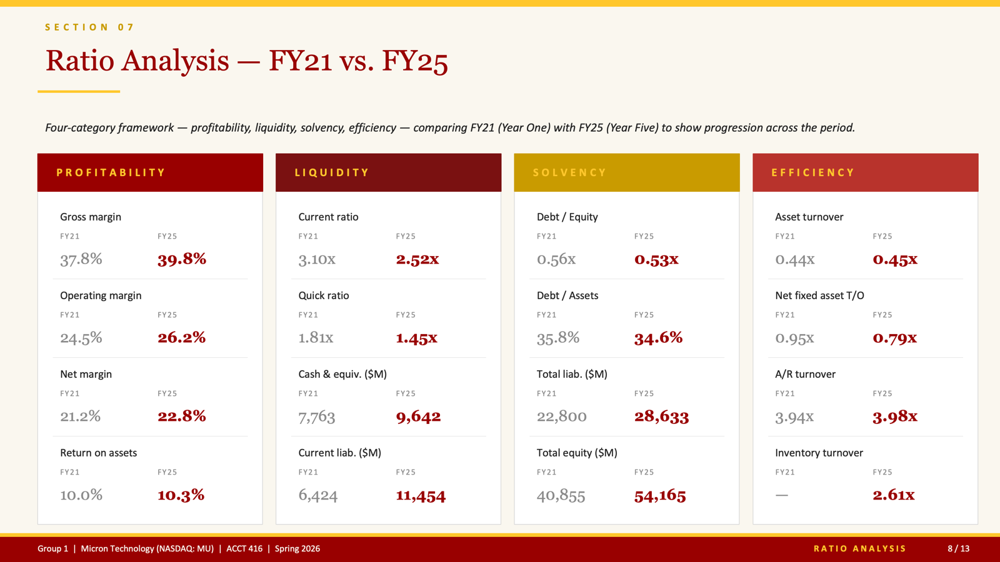 SECTION 07
Ratio Analysis — FY21 vs. FY25
Four-category framework — profitability, liquidity, solvency, efficiency — comparing FY21 (Year One) with FY25 (Year Five) to show progression across the period.
PROFITABILITY
Gross margin
FY21 FY25
37.8% 39.8%
Operating margin
FY21 FY25
24.5% 26.2%
Net margin
FY21 FY25
21.2% 22.8%
Return on assets
FY21 FY25
10.0% 10.3%
LIQUIDITY
Current ratio
FY21 FY25
3.10x 2.52x
Quick ratio
FY21 FY25
1.81x 1.45x
Cash & equiv. ($M)
FY21 FY25
7,763 9,642
Current liab. ($M)
FY21 FY25
6,424 11,454
SOLVENCY
Debt / Equity
FY21 FY25
0.56x 0.53x
Debt / Assets
FY21 FY25
35.8% 34.6%
Total liab. ($M)
FY21 FY25
22,800 28,633
Total equity ($M)
FY21 FY25
40,855 54,165
EFFICIENCY
Asset turnover
FY21 FY25
0.44x 0.45x
Net fixed asset T/O
FY21 FY25
0.95x 0.79x
A/R turnover
FY21 FY25
3.94x 3.98x
Inventory turnover
FY21 FY25
— 2.61x
Group 1 | Micron Technology (NASDAQ: MU) | ACCT 416 | Spring 2026
RATIO ANALYSIS
8 / 13